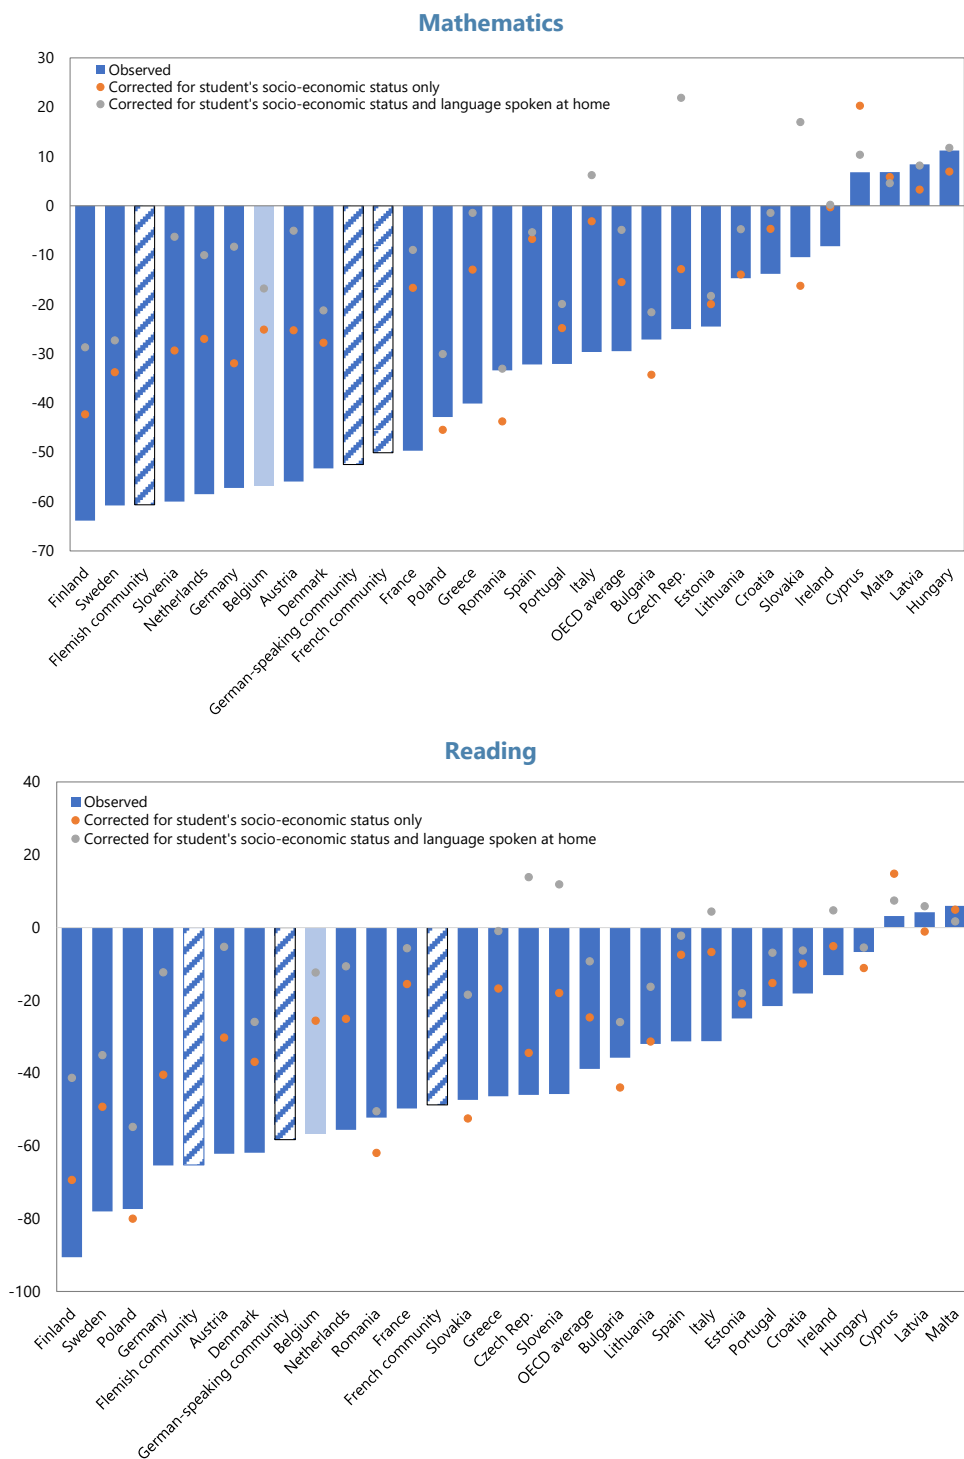 Mathematics
30
Observed
Corrected for student's socio-economic status only
20
Corrected for student's socio-economic status and language spoken at home
10
0
-10
-20
-30
-40
-50
-60
-70
Finland
Sweden
Flemish community
Slovenia
Netherlands
Germany
Belgium
Austria
Denmark
German-speaking community
French community
France
Poland
Greece
Romania
Spain
Portugal
Italy
OECD average
Bulgaria
Czech Rep.
Estonia
Lithuania
Croatia
Slovakia
Ireland
Cyprus
Malta
Latvia
Hungary
Reading
40
Observed
Corrected for student's socio-economic status only
Corrected for student's socio-economic status and language spoken at home
20
0
-20
-40
-60
-80
-100
Finland
Sweden
Poland
Germany
Flemish community
Austria
Denmark
German-speaking community
Belgium
Netherlands
Romania
France
French community
Slovakia
Greece
Czech Rep.
Slovenia
OECD average
Bulgaria
Lithuania
Spain
Italy
Estonia
Portugal
Croatia
Ireland
Hungary
Cyprus
Latvia
Malta